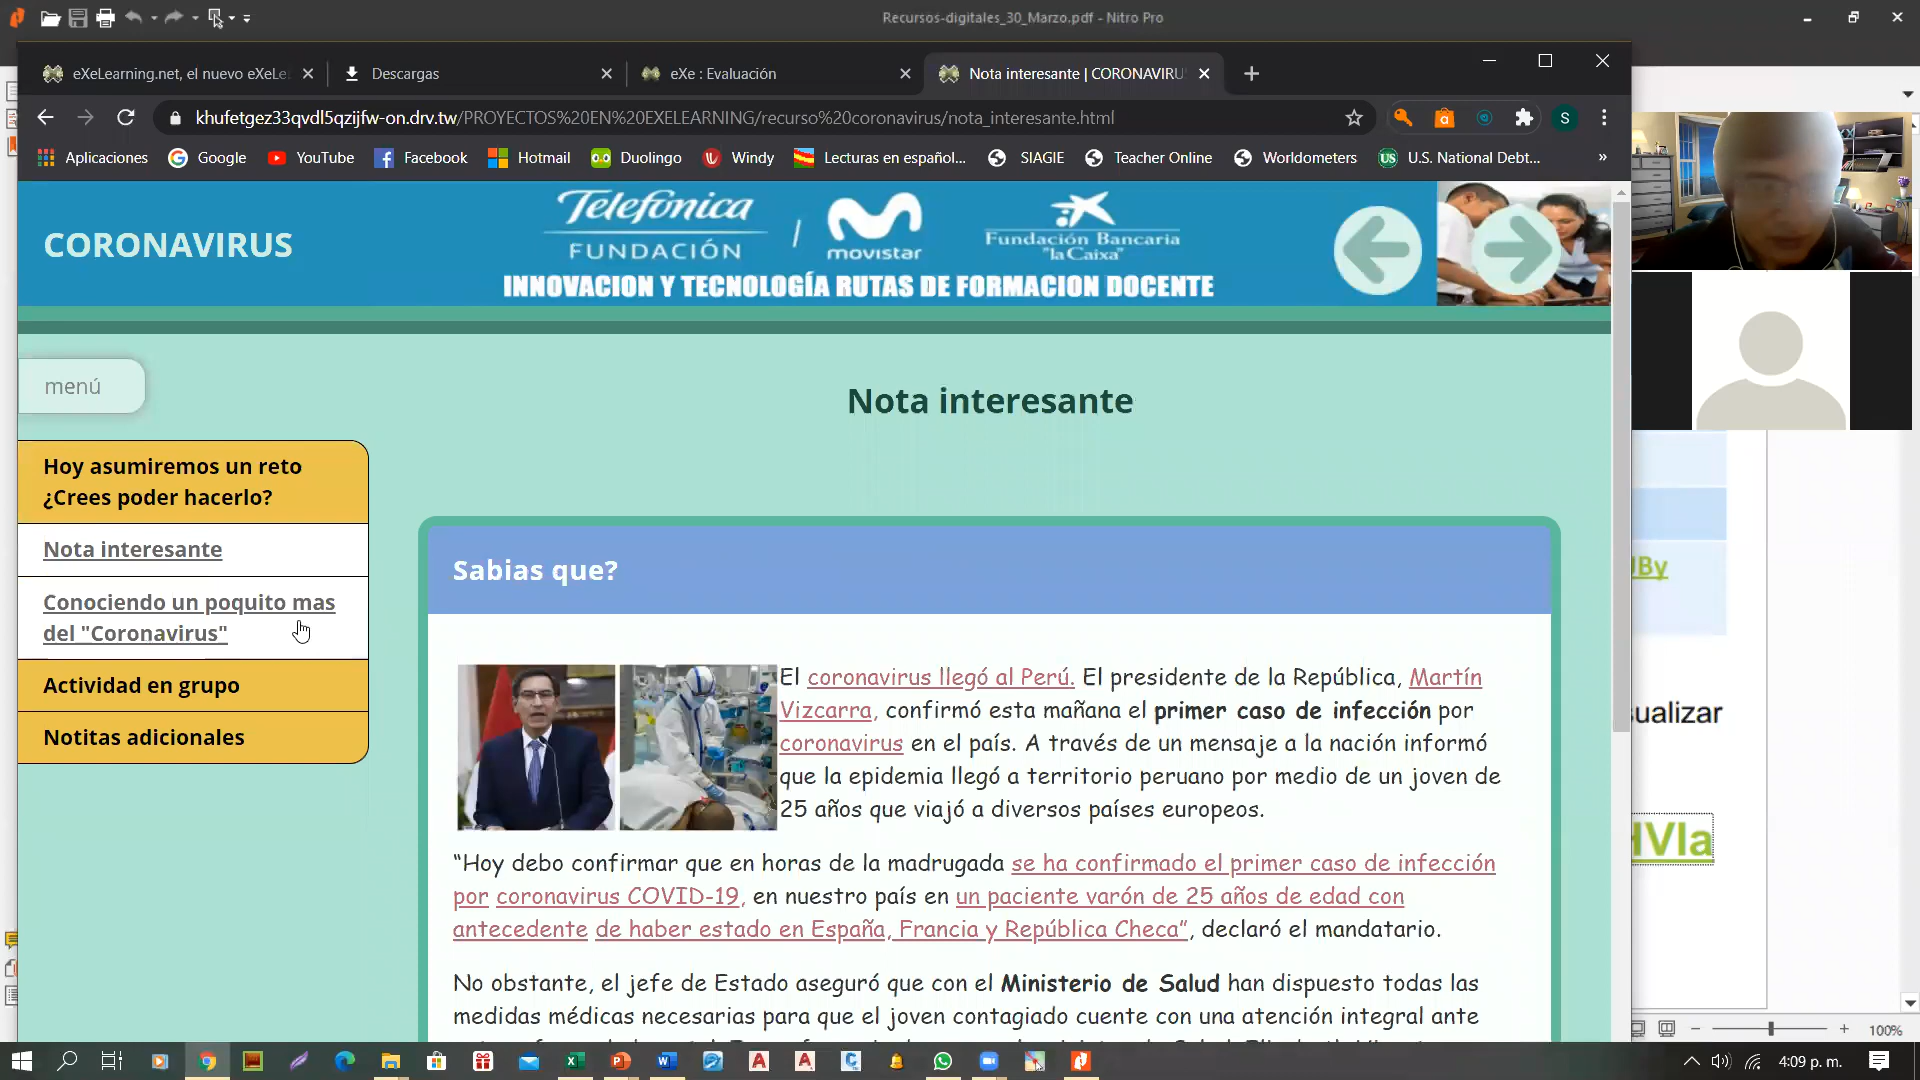 Recursos-digitales_30_Marzo.pdf - Nitro Pro
eXeLearning.net, el nuevo eXeLe
Descargas
eXe : Evaluación
Nota interesante | CORONAVIRU
khufetgez33qvdl5qzijfw-on.drv.tw/PROYECTOS%20EN%20EXELEARNING/recurso%20coronavirus/nota_interesante.html
S
Aplicaciones
Google
YouTube
Facebook
Hotmail
Duolingo
Windy
Lecturas en español...
SIAGIE
Teacher Online
Worldometers
U.S. National Debt...
»
CORONAVIRUS
Telefónica
FUNDACIÓN
/
movistar
Fundación Bancaria
"la Caixa"
INNOVACION Y TECNOLOGÍA RUTAS DE FORMACION DOCENTE
menú
Nota interesante
Hoy asumiremos un reto
¿Crees poder hacerlo?
Nota interesante
Conociendo un poquito mas
del "Coronavirus"
Actividad en grupo
Notitas adicionales
Sabias que?
El coronavirus llegó al Perú. El presidente de la República, Martín
Vizcarra, confirmó esta mañana el primer caso de infección por
coronavirus en el país. A través de un mensaje a la nación informó
que la epidemia llegó a territorio peruano por medio de un joven de
25 años que viajó a diversos países europeos.
“Hoy debo confirmar que en horas de la madrugada se ha confirmado el primer caso de infección
por coronavirus COVID-19, en nuestro país en un paciente varón de 25 años de edad con
antecedente de haber estado en España, Francia y República Checa”, declaró el mandatario.
No obstante, el jefe de Estado aseguró que con el Ministerio de Salud han dispuesto todas las
medidas médicas necesarias para que el joven contagiado cuente con una atención integral ante
JBy
sualizar
HVIa
100%
4:09 p. m.